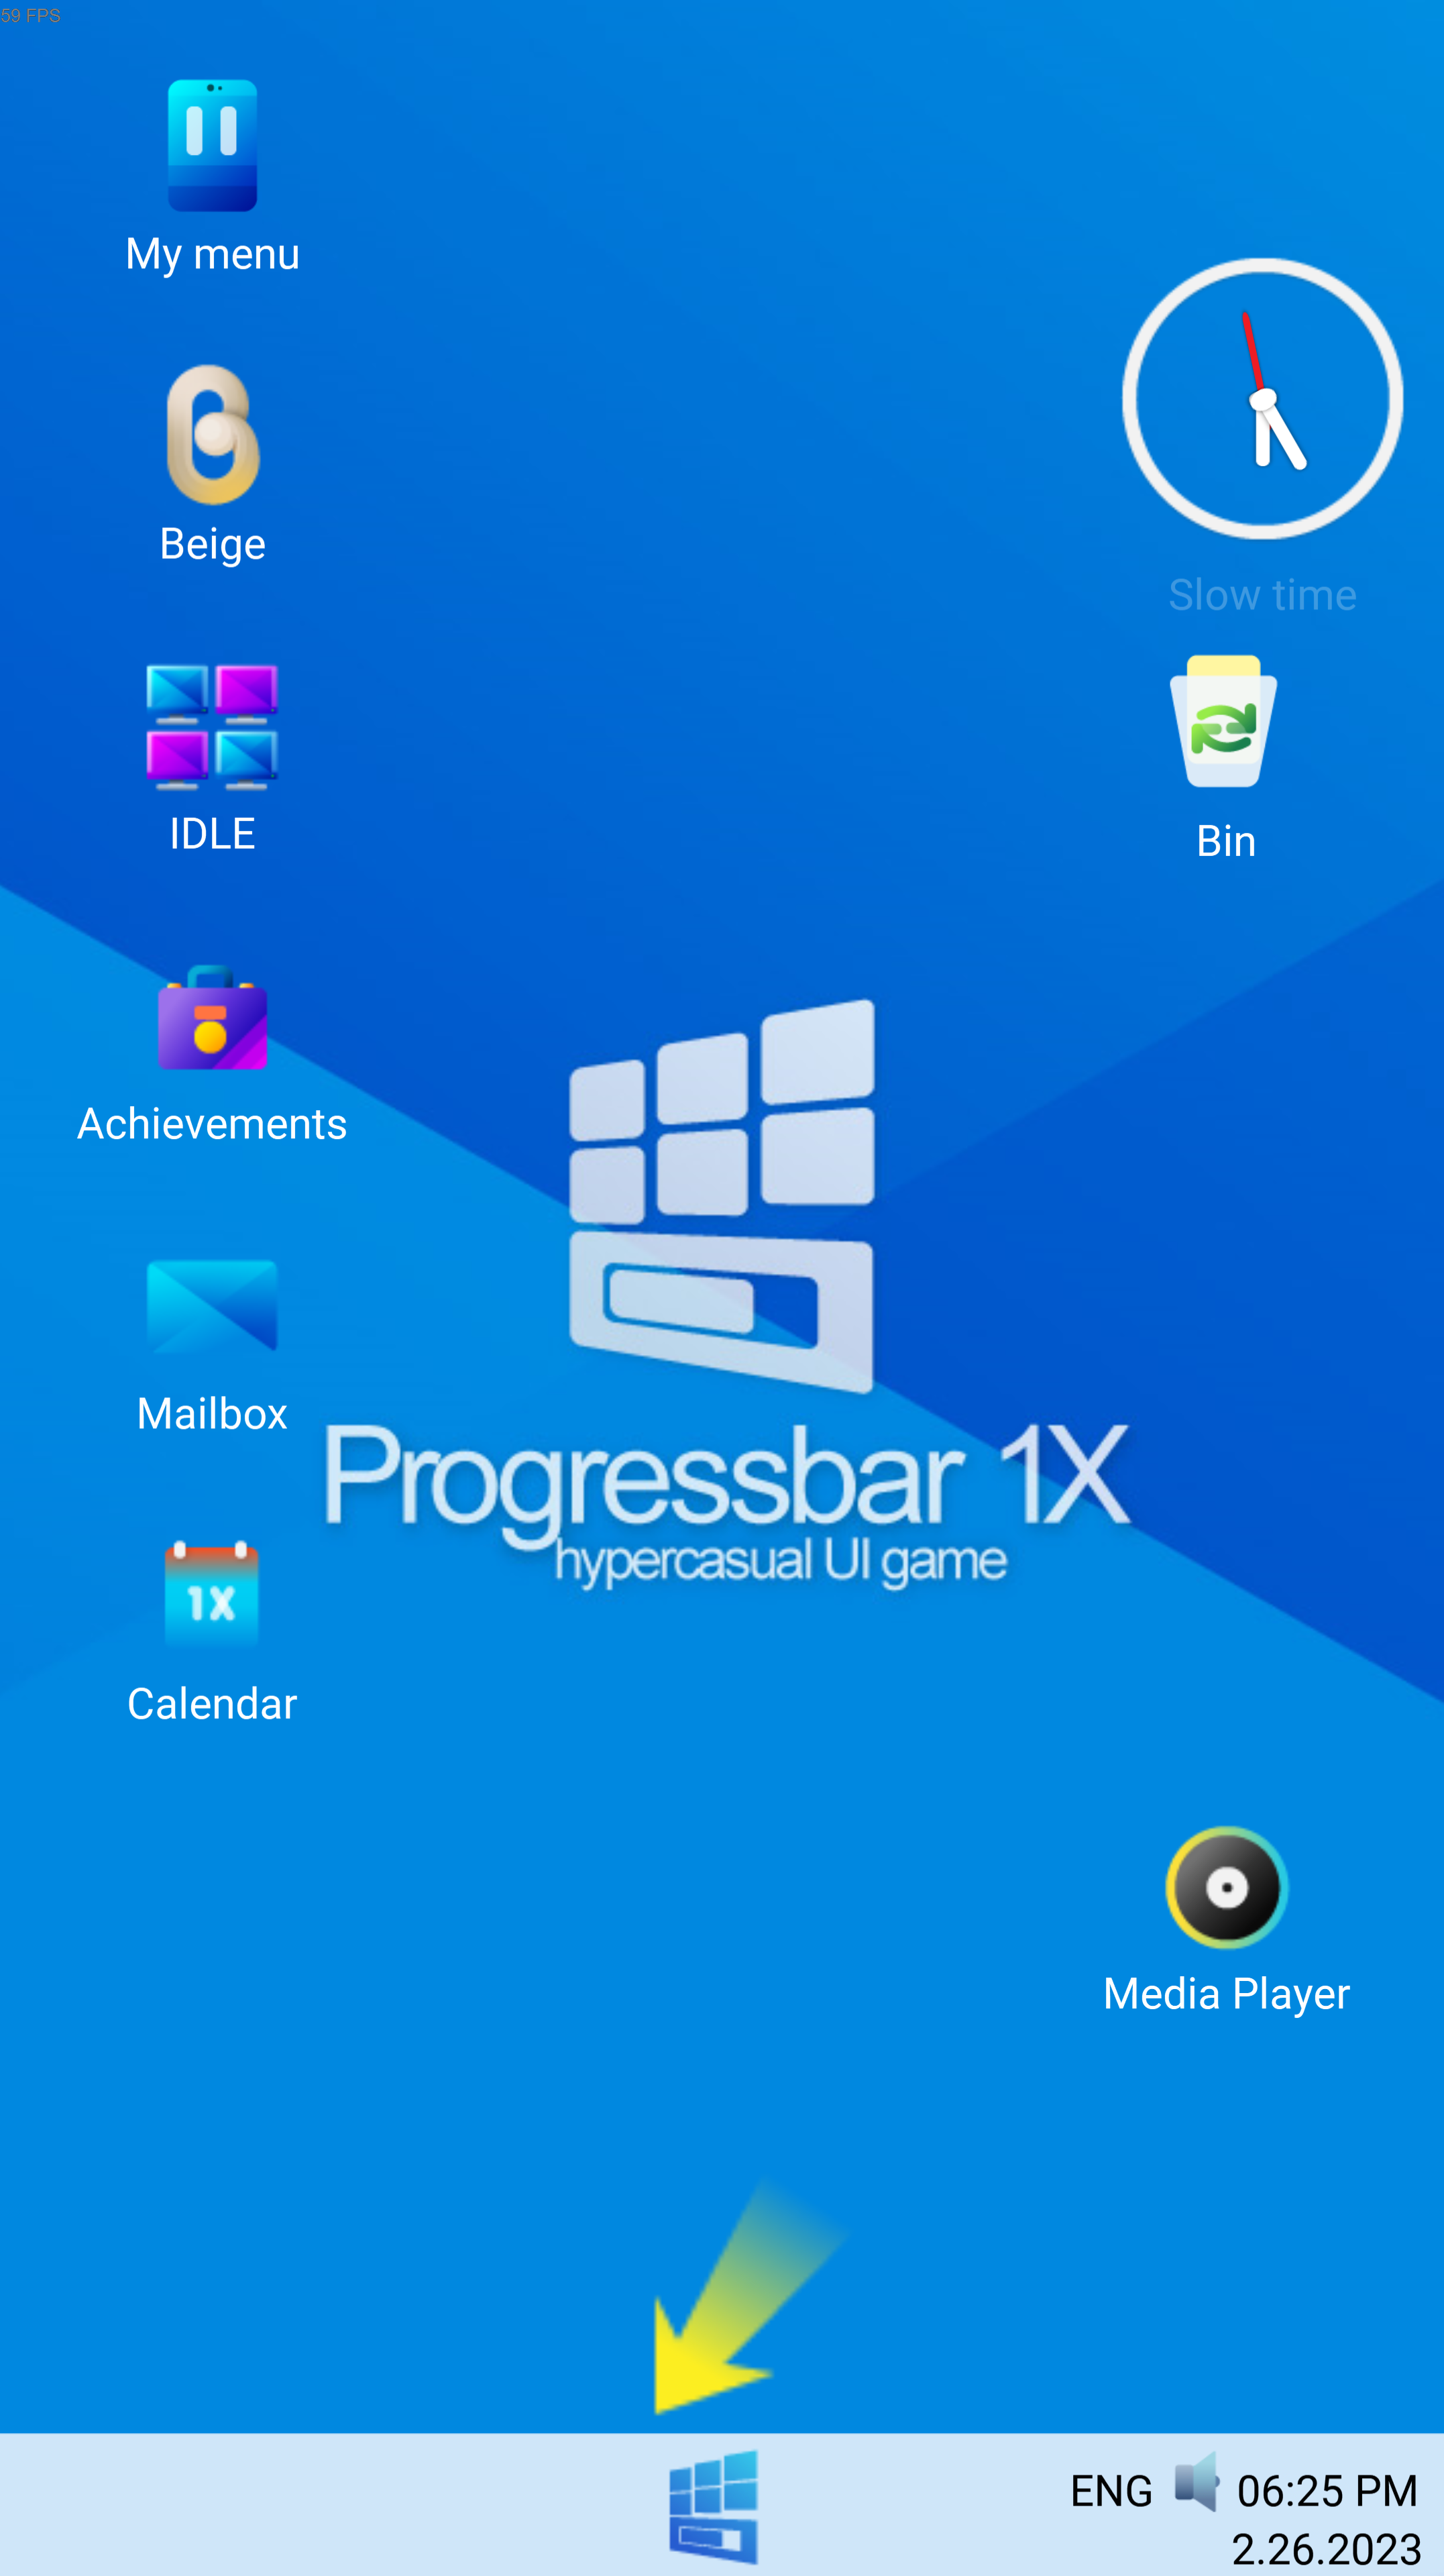 59 FPS
My menu
Beige
Slow time
IDLE
Bin
Achievements
Mailbox
Progressbar 1X
hypercasual UI game
1X
Calendar
Media Player
ENG 06:25 PM
2.26.2023